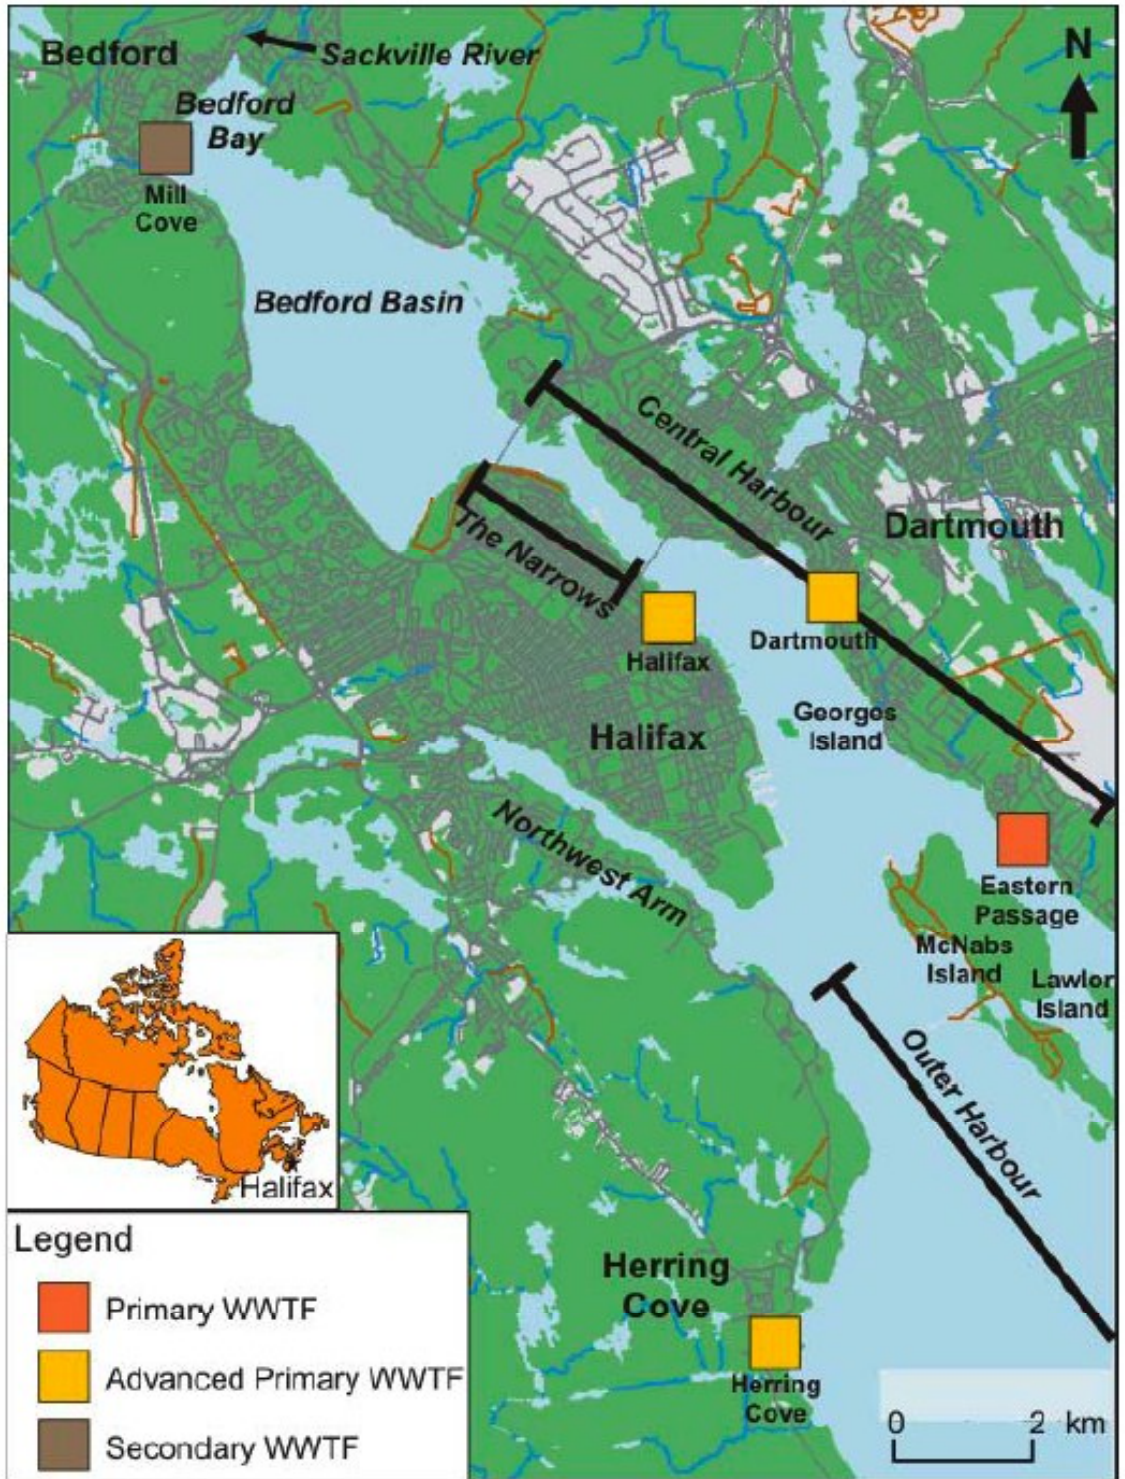 Bedford
Sackville River
N
Bedford
Bay
Mill
Cove
Bedford Basin
Central Harbour
Dartmouth
The Narrows
Dartmouth
Halifax
Georges
Island
Halifax
Northwest Arm
Eastern
Passage
McNabs
Island
Lawlor
Island
Outer Harbour
Halifax
Legend
Primary WWTF
Advanced Primary WWTF
Secondary WWTF
Herring
Cove
Herring
Cove
0 2 km